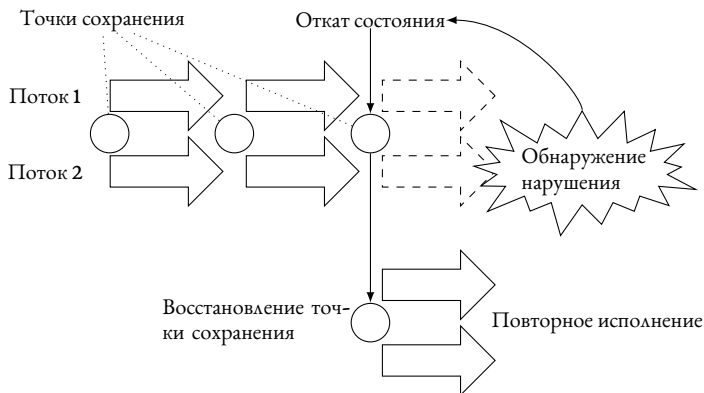 Точки сохранения
Откат состояния
Поток 1
Поток 2
Обнаружение
нарушения
Восстановление точ-
ки сохранения
Повторное исполнение